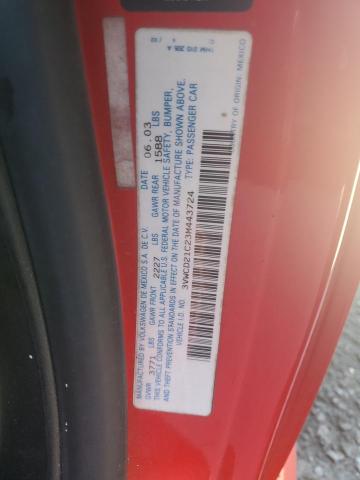 MANUFACTURED BY VOLKSWAGEN DE MEXICO S.A. DE C.V. DATE 06.03
GVWR 3771 LBS GAWR FRONT 2227 LBS GAWR REAR 1588 LBS
THIS VEHICLE CONFORMS TO ALL APPLICABLE U.S. FEDERAL MOTOR VEHICLE SAFETY, BUMPER,
AND THEFT PREVENTION STANDARDS IN EFFECT ON THE DATE OF MANUFACTURE SHOWN ABOVE.
VEHICLE I.D. NO. 3VWCD21C23M443724 TYPE: PASSENGER CAR
COUNTRY OF ORIGIN: MEXICO